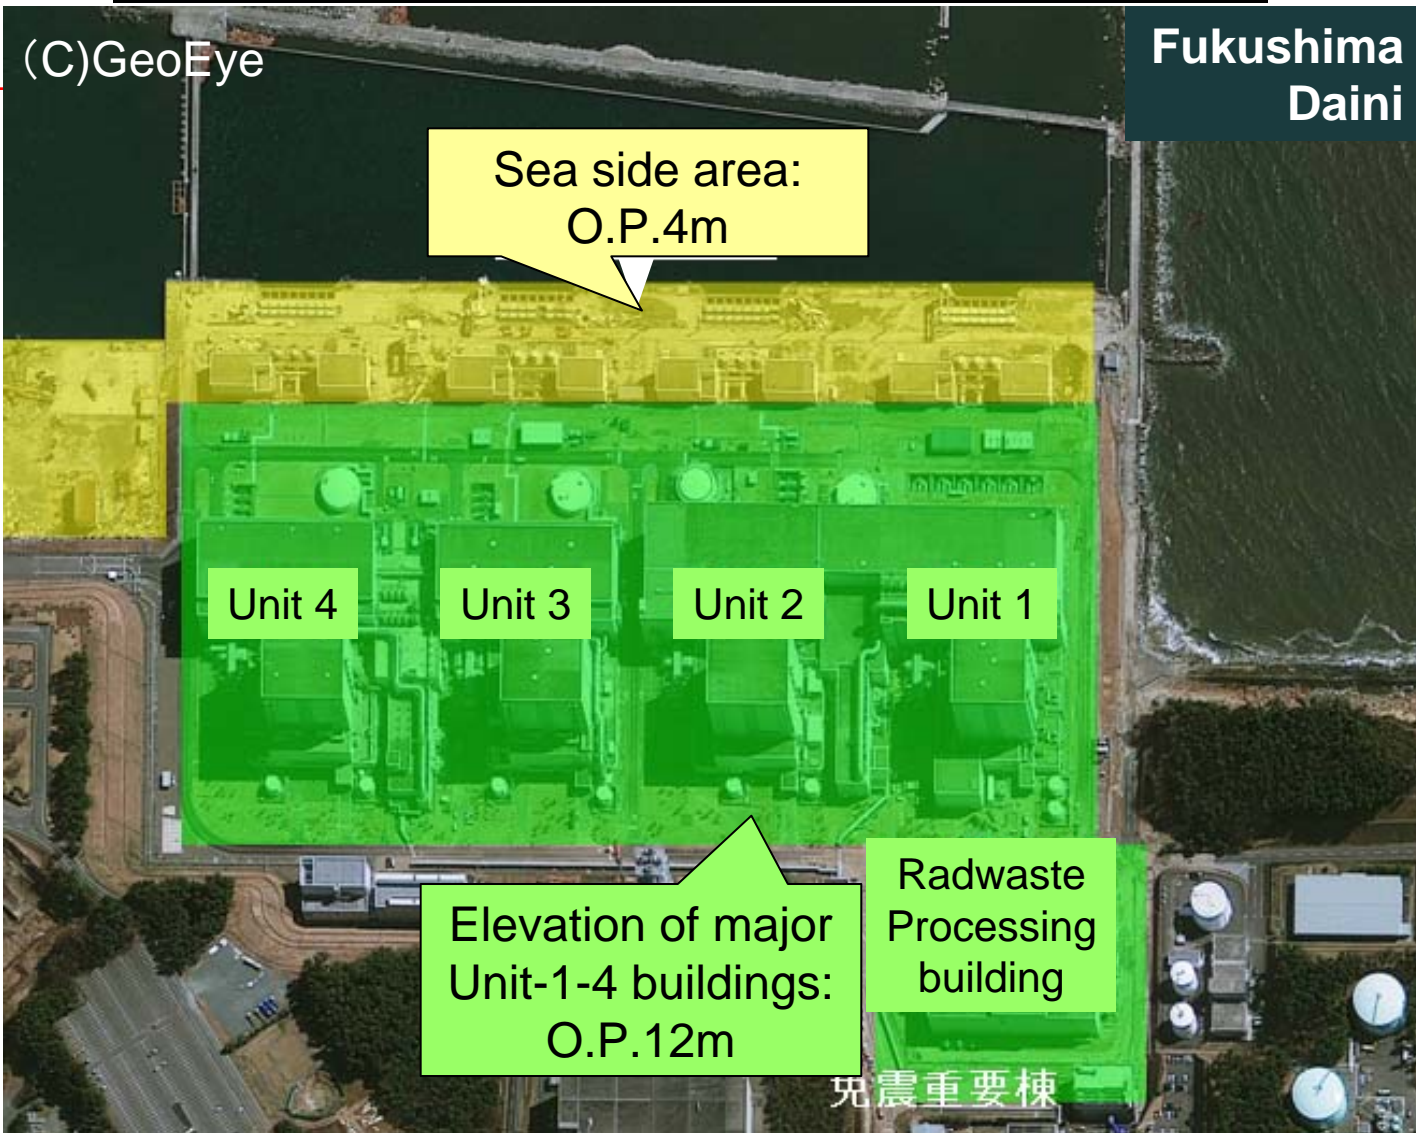 （C)GeoEye
Fukushima
Daini
Sea side area:
O.P.4m
Unit 4
Unit 3
Unit 2
Unit 1
Elevation of major
Unit-1-4 buildings:
O.P.12m
Radwaste
Processing
building
免震重要棟